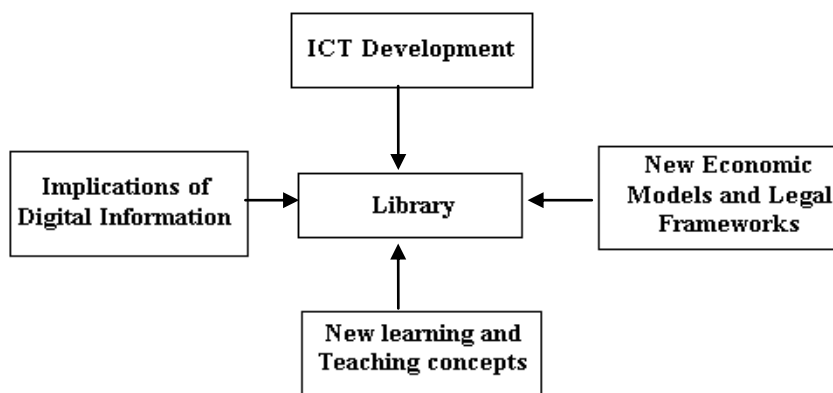 ICT Development
Implications of
Digital Information
Library
New Economic
Models and Legal
Frameworks
New learning and
Teaching concepts